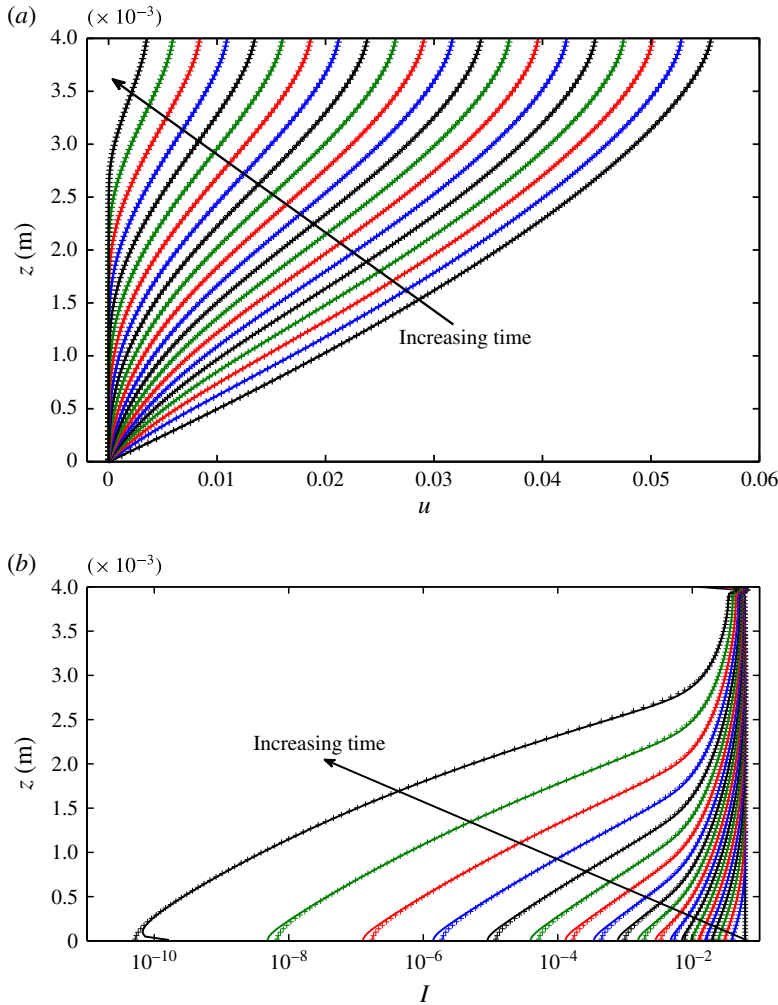 (a) (× 10⁻³)
4.0
3.5
3.0
2.5
z (m) 2.0
1.5
Increasing time
1.0
0.5
0
0 0.01 0.02 0.03 0.04 0.05 0.06
u
(b) (× 10⁻³)
4.0
3.5
3.0
2.5
Increasing time
z (m) 2.0
1.5
1.0
0.5
0
10⁻¹⁰ 10⁻⁸ 10⁻⁶ 10⁻⁴ 10⁻²
I